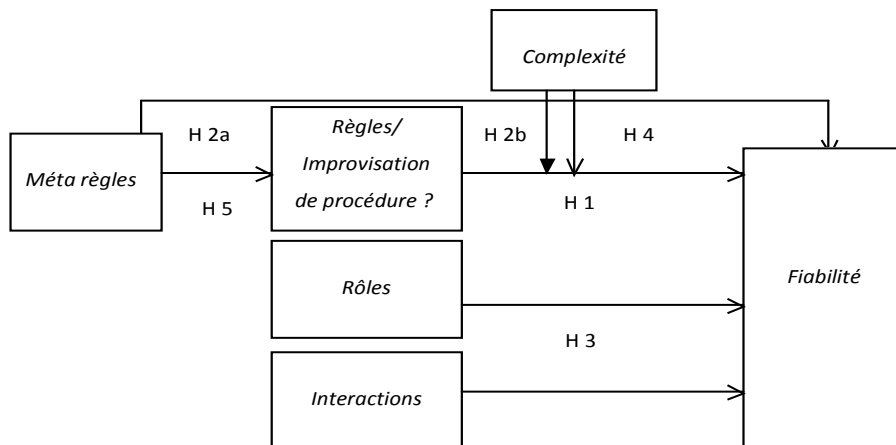 Complexité
H 2a
Règles/
Improvisation
de procédure ?
H 2b
H 4
Méta règles
H 5
H 1
Fiabilité
Rôles
H 3
Interactions